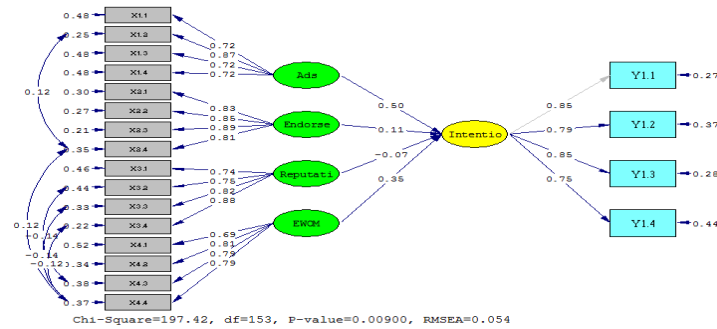 0.48 X1.1
0.25 X1.2
0.48 X1.3
0.48 X1.4
0.30 X2.1
0.27 X2.2
0.21 X2.3
0.35 X2.4
0.46 X3.1
0.44 X3.2
0.33 X3.3
0.22 X3.4
0.52 X4.1
0.34 X4.2
0.38 X4.3
0.37 X4.4
0.12
0.12
-0.14
-0.14
-0.12
0.72
0.87
0.72
0.72
0.83
0.85
0.89
0.81
0.74
0.75
0.82
0.88
0.69
0.81
0.79
0.79
Ads
Endorse
Reputati
EWOM
0.50
0.11
-0.07
0.35
Intentio
0.85
0.79
0.85
0.75
Y1.1 0.27
Y1.2 0.37
Y1.3 0.28
Y1.4 0.44
Chi-Square=197.42, df=153, P-value=0.00900, RMSEA=0.054